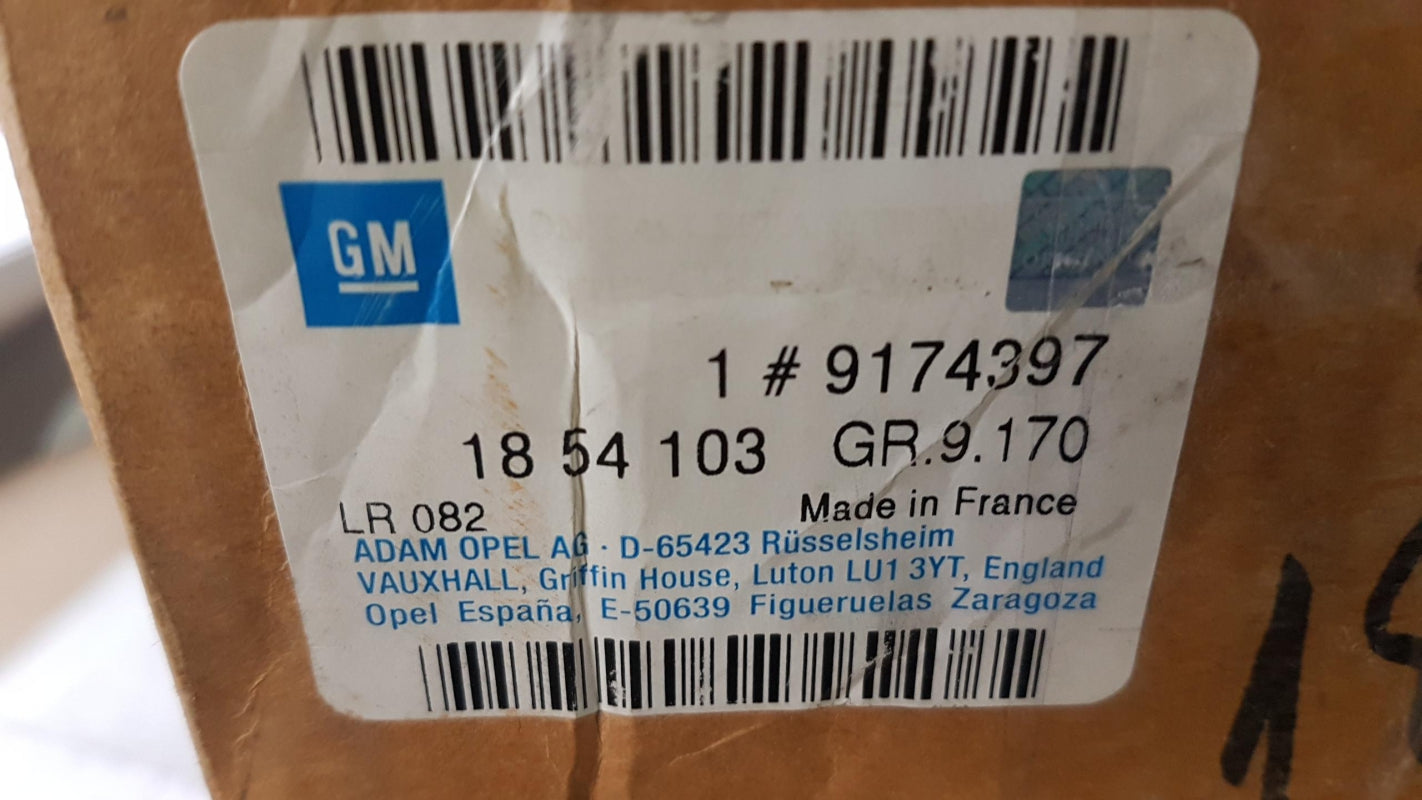 GM
1 # 9174397
18 54 103 GR.9.170
LR 082 Made in France
ADAM OPEL AG · D-65423 Rüsselsheim
VAUXHALL, Griffin House, Luton LU1 3YT, England
Opel España, E-50639 Figueruelas Zaragoza